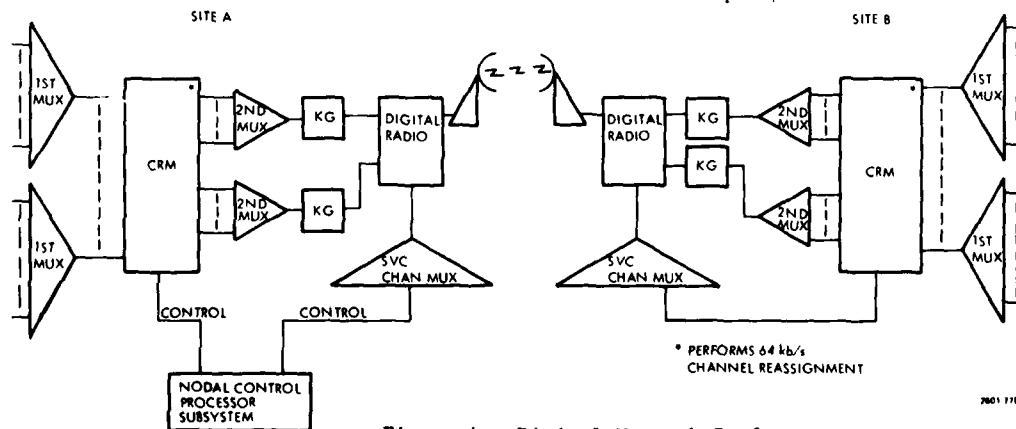 SITE A
SITE B
1ST
MUX
CRM
*
2ND
MUX
KG
DIGITAL
RADIO
2ND
MUX
KG
1ST
MUX
SVC
CHAN MUX
CONTROL
CONTROL
NODAL CONTROL
PROCESSOR
SUBSYSTEM
DIGITAL
RADIO
KG
KG
2ND
MUX
2ND
MUX
CRM
*
1ST
MUX
1ST
MUX
SVC
CHAN MUX
* PERFORMS 64 kb/s
CHANNEL REASSIGNMENT